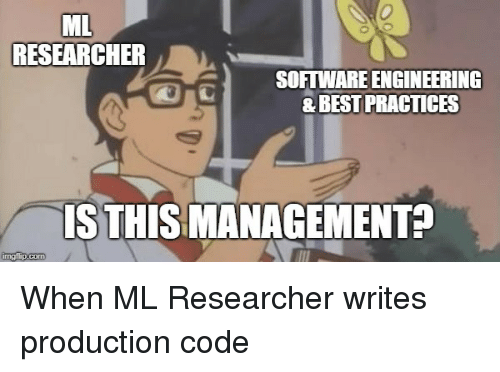 ML
RESEARCHER
SOFTWARE ENGINEERING
& BEST PRACTICES
IS THIS MANAGEMENT?
imgflip.com
When ML Researcher writes
production code